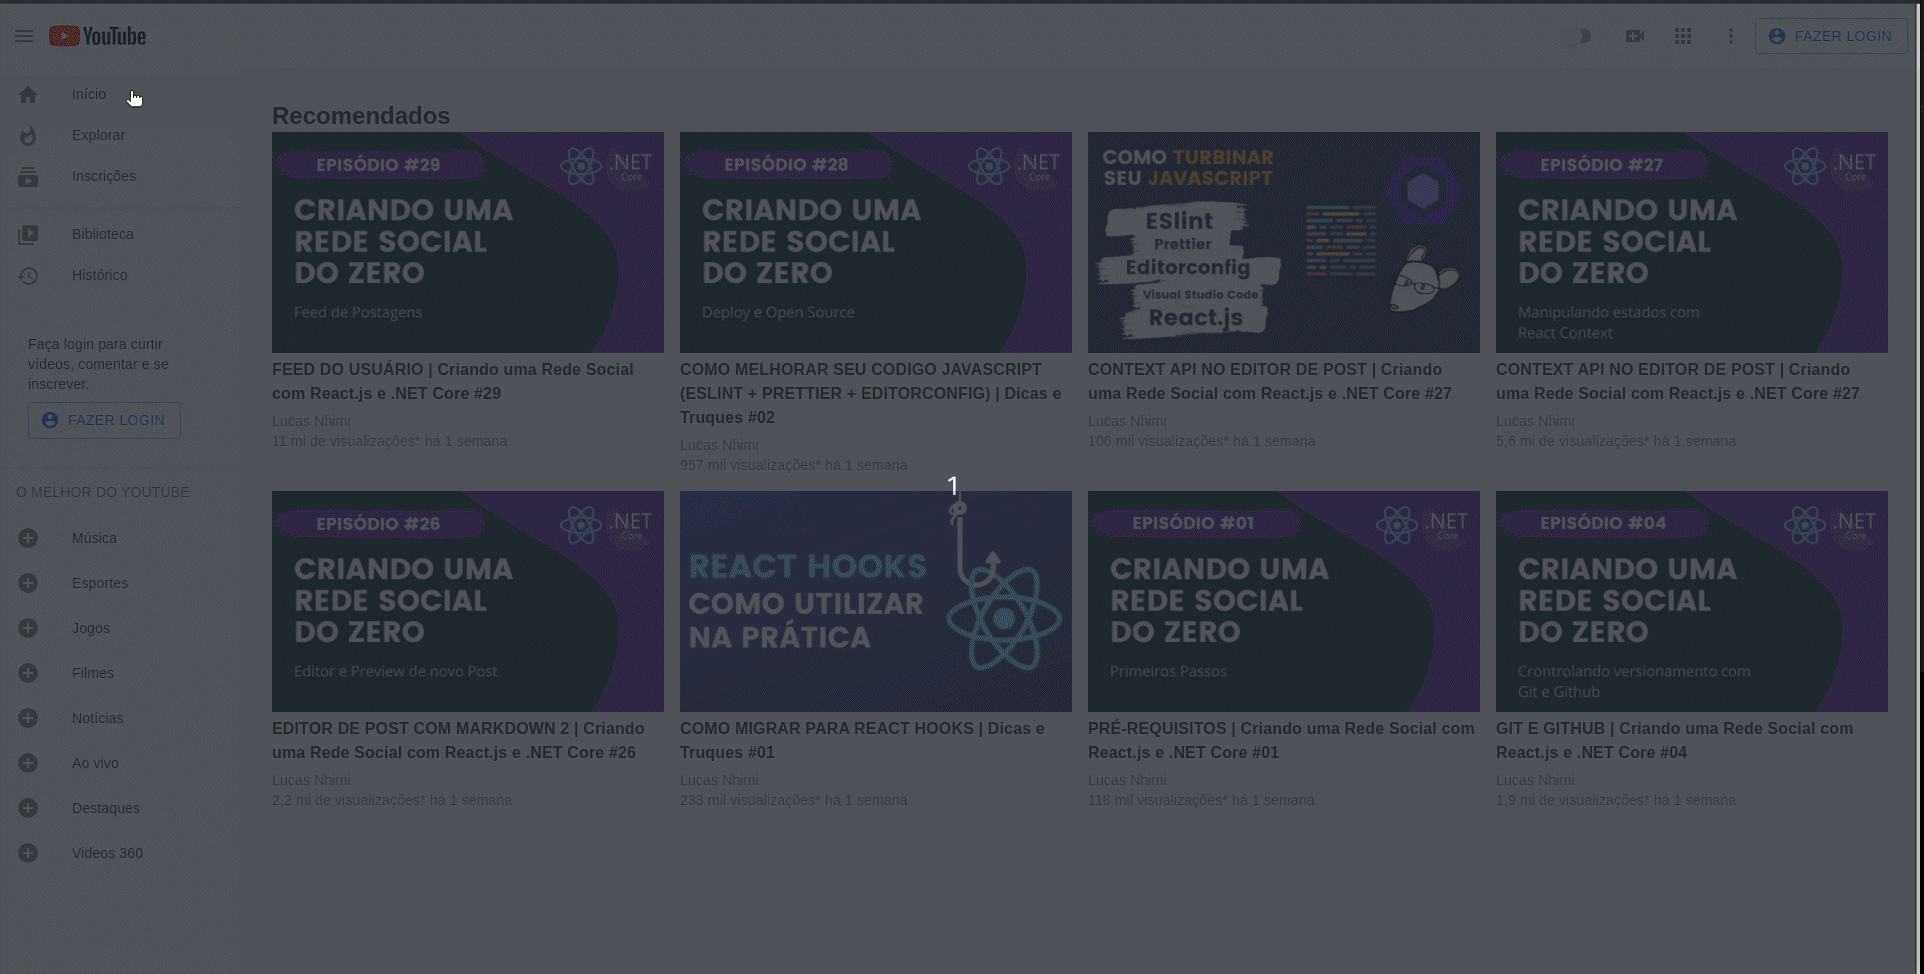 YouTube
FAZER LOGIN
Início
Explorar
Inscrições
Biblioteca
Histórico
Faça login para curtir
vídeos, comentar e se
inscrever.
FAZER LOGIN
O MELHOR DO YOUTUBE
Música
Esportes
Jogos
Filmes
Notícias
Ao vivo
Destaques
Videos 360
Recomendados
EPISÓDIO #29
.NET
Core
CRIANDO UMA
REDE SOCIAL
DO ZERO
Feed de Postagens
FEED DO USUÁRIO | Criando uma Rede Social
com React.js e .NET Core #29
Lucas Nhimi
11 mi de visualizações* há 1 semana
EPISÓDIO #28
.NET
Core
CRIANDO UMA
REDE SOCIAL
DO ZERO
Deploy e Open Source
COMO MELHORAR SEU CODIGO JAVASCRIPT
(ESLINT + PRETTIER + EDITORCONFIG) | Dicas e
Truques #02
Lucas Nhimi
957 mil visualizações* há 1 semana
COMO TURBINAR
SEU JAVASCRIPT
ESlint
Prettier
Editorconfig
Visual Studio Code
React.js
CONTEXT API NO EDITOR DE POST | Criando
uma Rede Social com React.js e .NET Core #27
Lucas Nhimi
106 mil visualizações* há 1 semana
EPISÓDIO #27
.NET
Core
CRIANDO UMA
REDE SOCIAL
DO ZERO
Manipulando estados com
React Context
CONTEXT API NO EDITOR DE POST | Criando
uma Rede Social com React.js e .NET Core #27
Lucas Nhimi
5,6 mi de visualizações* há 1 semana
1
EPISÓDIO #26
.NET
Core
CRIANDO UMA
REDE SOCIAL
DO ZERO
Editor e Preview de novo Post
EDITOR DE POST COM MARKDOWN 2 | Criando
uma Rede Social com React.js e .NET Core #26
Lucas Nhimi
2,2 mi de visualizações* há 1 semana
REACT HOOKS
COMO UTILIZAR
NA PRÁTICA
COMO MIGRAR PARA REACT HOOKS | Dicas e
Truques #01
Lucas Nhimi
233 mil visualizações* há 1 semana
EPISÓDIO #01
.NET
Core
CRIANDO UMA
REDE SOCIAL
DO ZERO
Primeiros Passos
PRÉ-REQUISITOS | Criando uma Rede Social com
React.js e .NET Core #01
Lucas Nhimi
118 mil visualizações* há 1 semana
EPISÓDIO #04
.NET
Core
CRIANDO UMA
REDE SOCIAL
DO ZERO
Crontrolando versionamento com
Git e Github
GIT E GITHUB | Criando uma Rede Social com
React.js e .NET Core #04
Lucas Nhimi
1,9 mi de visualizações* há 1 semana